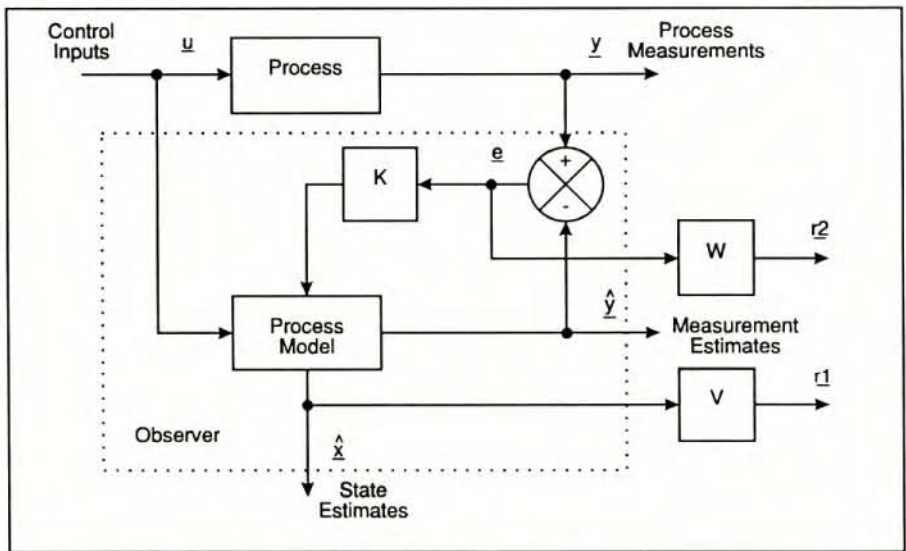 Control
Inputs
u
Process
y
Process
Measurements
+
-
e
K
W
r2
Process
Model
ŷ
Measurement
Estimates
V
r1
Observer
x̂
State
Estimates